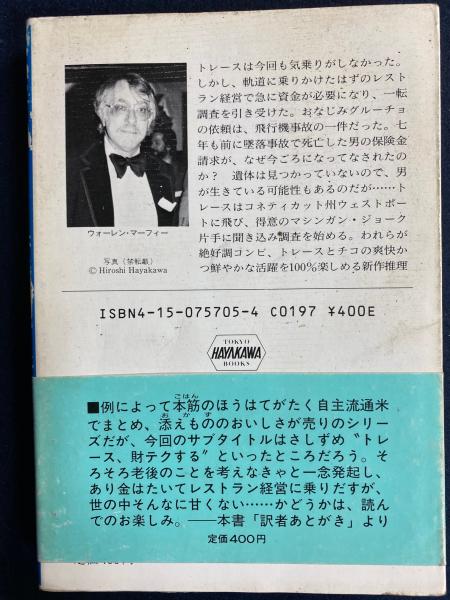 トレースは今回も気乗りがしなかった。
しかし、軌道に乗りかけたはずのレスト
ラン経営で急に資金が必要になり、一転
調査を引き受けた。おなじみグルーチョ
の依頼は、飛行機事故の一件だった。七
年も前に墜落事故で死亡した男の保険金
請求が、なぜ今ごろになってなされたの
か？　遺体は見つかっていないので、男
が生きている可能性もあるのだが……ト
レースはコネティカット州ウェストポー
トに飛び、得意のマシンガン・ジョーク
片手に聞き込み調査を始める。われらが
絶好調コンビ、トレースとチコの爽快か
つ鮮やかな活躍を100%楽しめる新作推理
ウォーレン・マーフィー
写真（禁転載）
© Hiroshi Hayakawa
ISBN4-15-075705-4 C0197 ¥400E
TOKYO
HAYAKAWA
BOOKS
■例によって本筋のほうはてがたく自主流通米
ごはん
でまとめ、添えもののおいしさが売りのシリー
おかず
ズだが、今回のサブタイトルはさしずめ〝トレ
ース、財テクする〟といったところだろう。そ
ろそろ老後のことを考えなきゃと一念発起し、
あり金はたいてレストラン経営に乗りだすが、
世の中そんなに甘くない……かどうかは、読ん
でのお楽しみ。――本書「訳者あとがき」より
定価400円